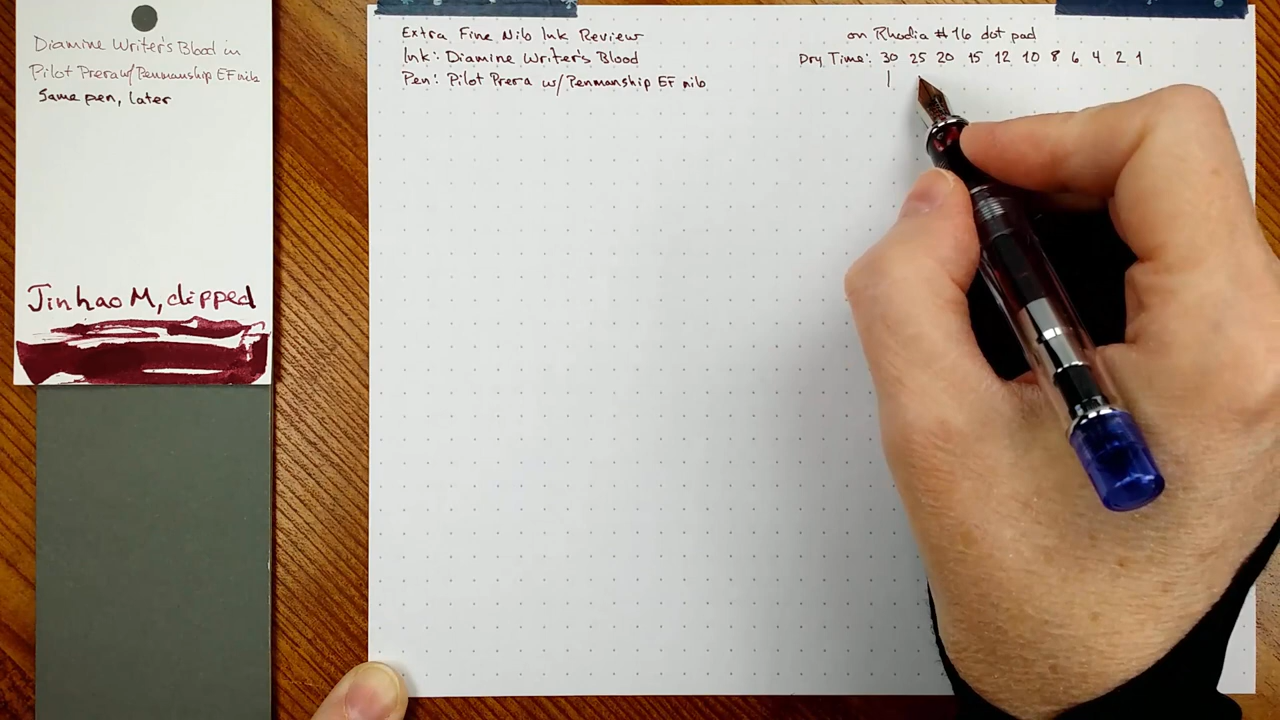 Diamine Writer's Blood in
Pilot Prera w/Penmanship EF nib
Same pen, later
Jinhao M, dipped
Extra Fine Nib Ink Review
Ink: Diamine Writer's Blood
Pen: Pilot Prera w/ Penmanship EF nib
on Rhodia #16 dot pad
Dry Time: 30 25 20 15 12 10 8 6 4 2 1